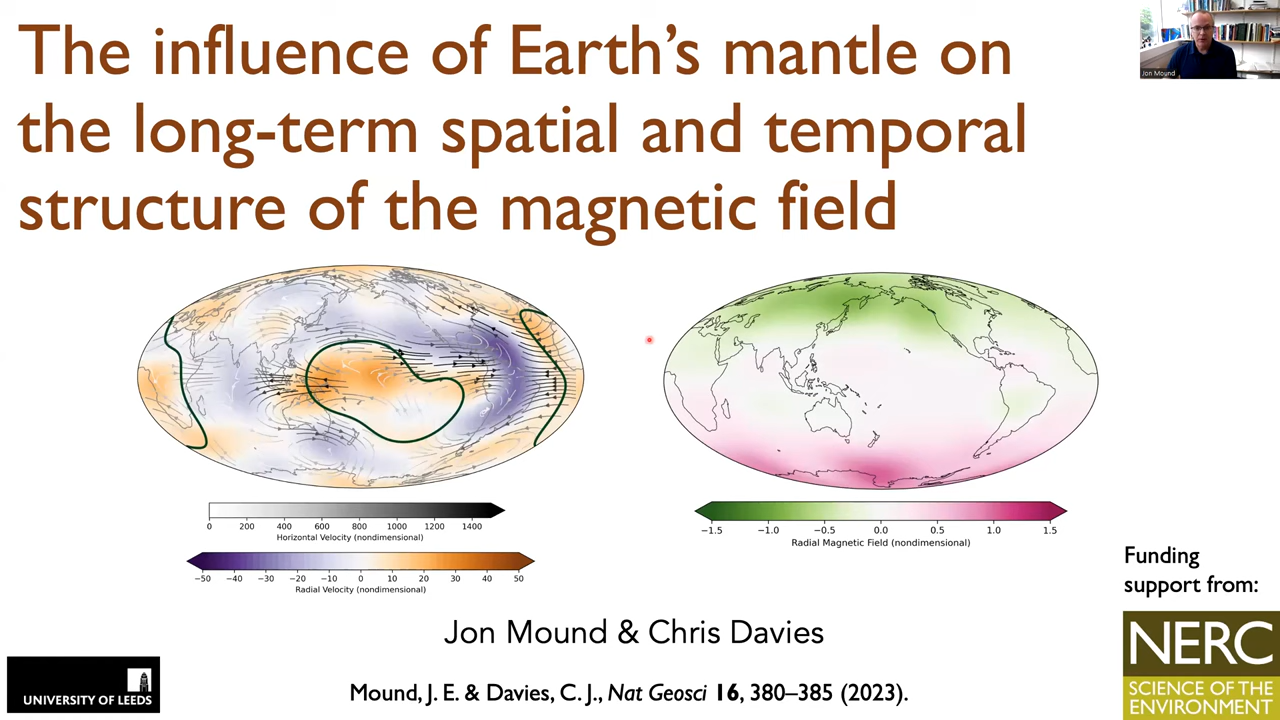 The influence of Earth's mantle on
the long-term spatial and temporal
structure of the magnetic field
Jon Mound
0 200 400 600 800 1000 1200 1400
Horizontal Velocity (nondimensional)
−50 −40 −30 −20 −10 0 10 20 30 40 50
Radial Velocity (nondimensional)
−1.5 −1.0 −0.5 0.0 0.5 1.0 1.5
Radial Magnetic Field (nondimensional)
Funding
support from:
Jon Mound & Chris Davies
Mound, J. E. & Davies, C. J., Nat Geosci 16, 380–385 (2023).
UNIVERSITY OF LEEDS
NERC
SCIENCE OF THE
ENVIRONMENT